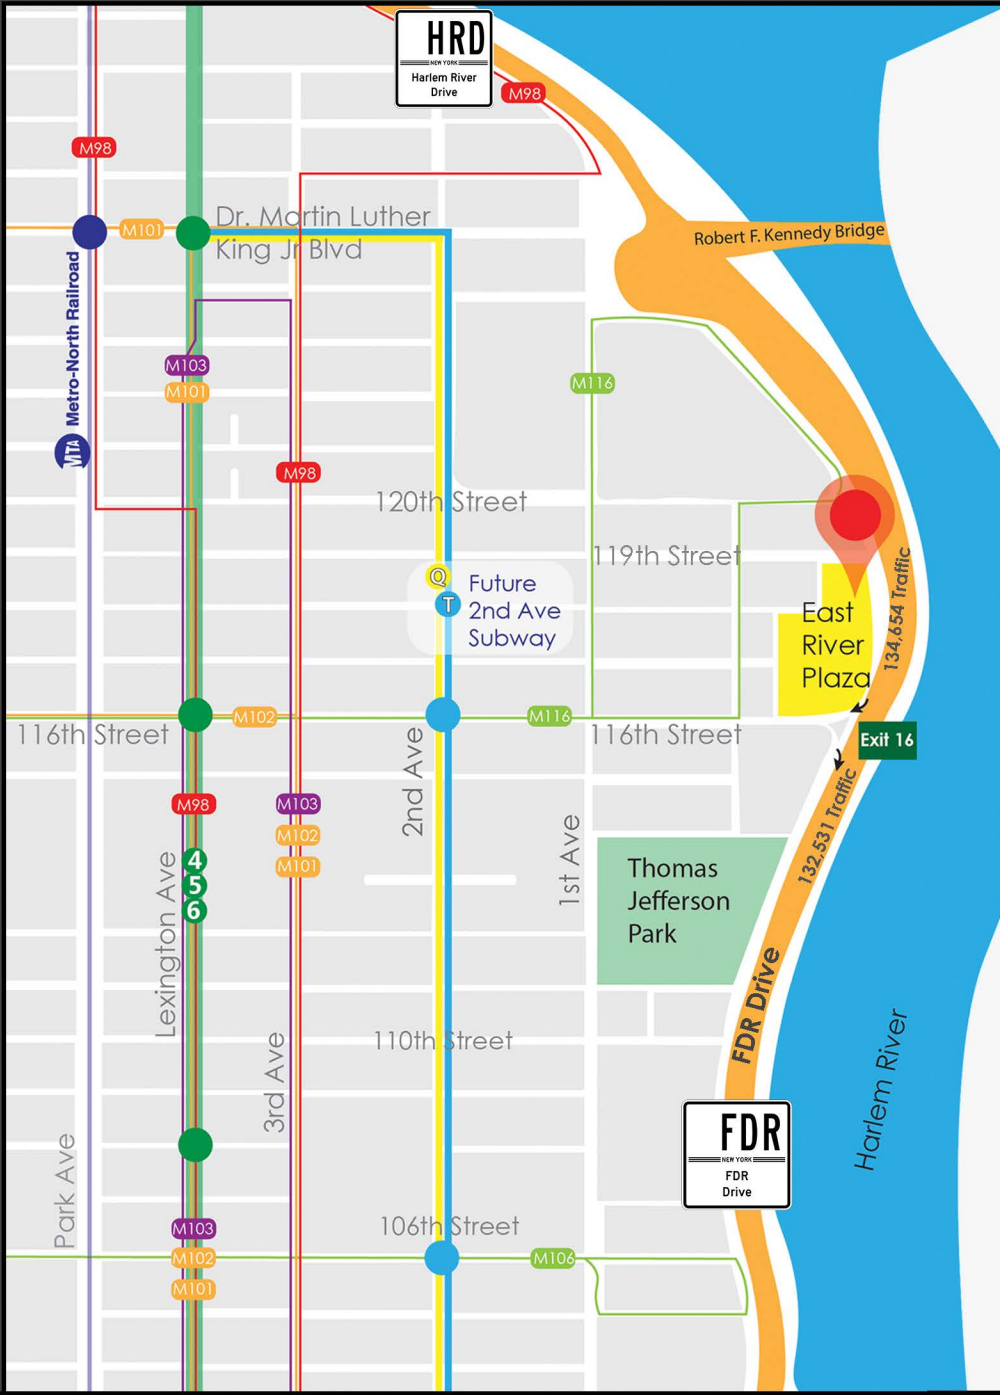 HRD
NEW YORK
Harlem River
Drive
M98
M98
Dr. Martin Luther
King Jr Blvd
M101
Robert F. Kennedy Bridge
Metro-North Railroad
MTA
M103
M101
M116
M98
120th Street
119th Street
Q
T
Future
2nd Ave
Subway
East
River
Plaza
134,654 Traffic
M102
M116
116th Street
116th Street
Exit 16
2nd Ave
132,531 Traffic
M98
M103
M102
M101
4
5
6
Lexington Ave
1st Ave
Thomas
Jefferson
Park
FDR Drive
110th Street
3rd Ave
Harlem River
FDR
NEW YORK
FDR
Drive
Park Ave
106th Street
M103
M102
M101
M106